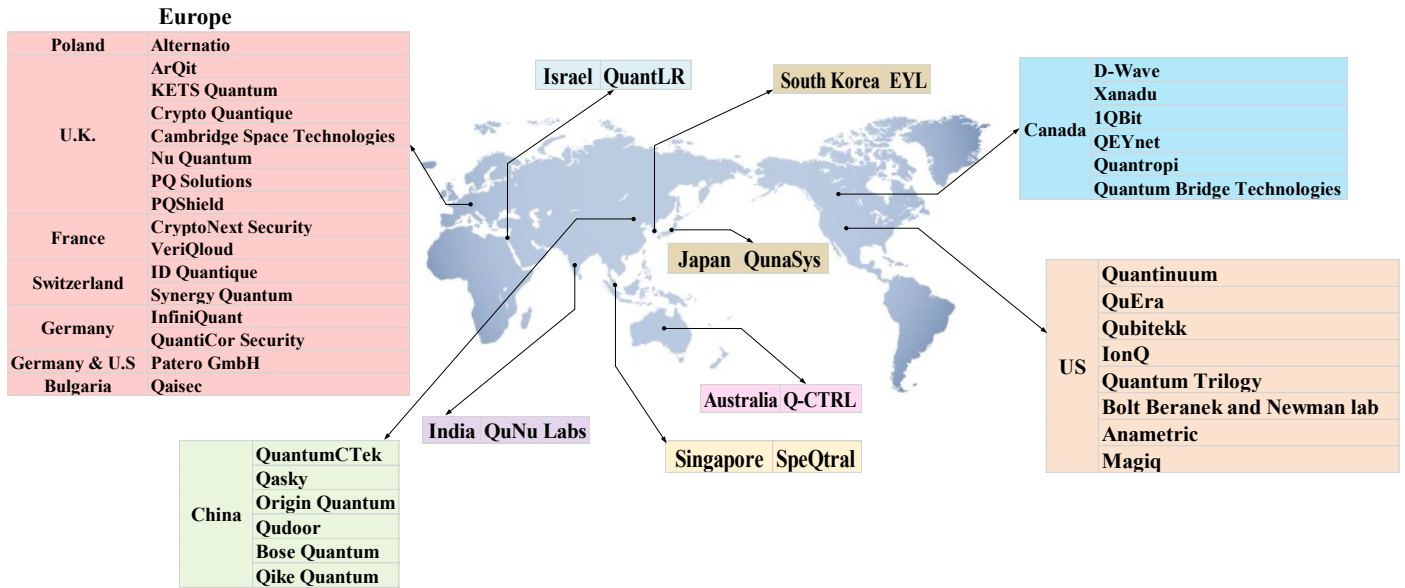 Europe
Poland Alternatio
U.K. ArQit
KETS Quantum
Crypto Quantique
Cambridge Space Technologies
Nu Quantum
PQ Solutions
PQShield
France CryptoNext Security
VeriQloud
Switzerland ID Quantique
Synergy Quantum
Germany InfiniQuant
QuantiCor Security
Germany & U.S Patero GmbH
Bulgaria Qaisec
Israel QuantLR
South Korea EYL
Canada D-Wave
Xanadu
1QBit
QEYnet
Quantropi
Quantum Bridge Technologies
Japan QunaSys
US Quantinuum
QuEra
Qubitekk
IonQ
Quantum Trilogy
Bolt Beranek and Newman lab
Anametric
Magiq
Australia Q-CTRL
India QuNu Labs
Singapore SpeQtral
China QuantumCTek
Qasky
Origin Quantum
Qudoor
Bose Quantum
Qike Quantum